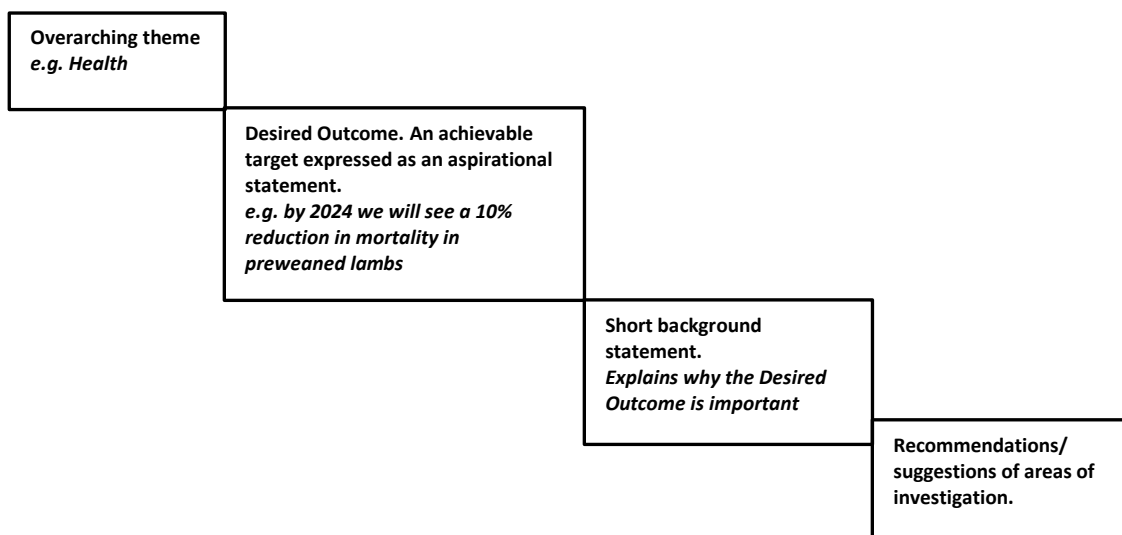 Overarching theme
e.g. Health
Desired Outcome. An achievable
target expressed as an aspirational
statement.
e.g. by 2024 we will see a 10%
reduction in mortality in
preweaned lambs
Short background
statement.
Explains why the Desired
Outcome is important
Recommendations/
suggestions of areas of
investigation.